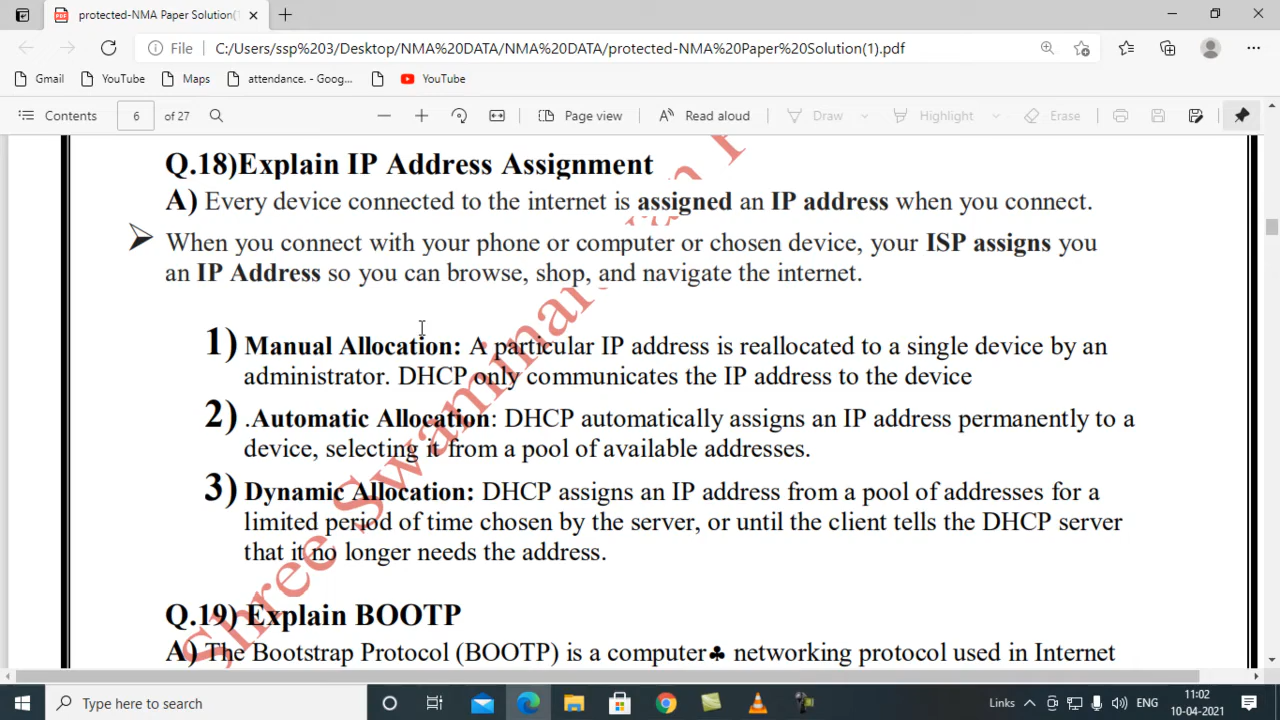 protected-NMA Paper Solution(1
File
C:/Users/ssp%203/Desktop/NMA%20DATA/NMA%20DATA/protected-NMA%20Paper%20Solution(1).pdf
Gmail YouTube Maps attendance. - Goog... YouTube
Contents 6 of 27 Page view Read aloud Draw Highlight Erase
Q.18)Explain IP Address Assignment
A) Every device connected to the internet is assigned an IP address when you connect.
When you connect with your phone or computer or chosen device, your ISP assigns you
an IP Address so you can browse, shop, and navigate the internet.
1) Manual Allocation: A particular IP address is reallocated to a single device by an
administrator. DHCP only communicates the IP address to the device
2) .Automatic Allocation: DHCP automatically assigns an IP address permanently to a
device, selecting it from a pool of available addresses.
3) Dynamic Allocation: DHCP assigns an IP address from a pool of addresses for a
limited period of time chosen by the server, or until the client tells the DHCP server
that it no longer needs the address.
Q.19) Explain BOOTP
A) The Bootstrap Protocol (BOOTP) is a computer♣ networking protocol used in Internet
Shree Swaminar
Type here to search
Links ENG
11:02
10-04-2021